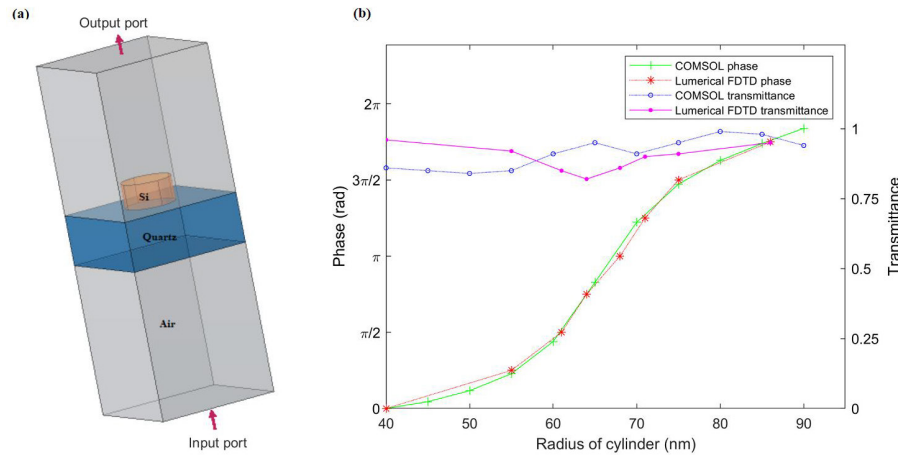 (a)
Output port
Si
Quartz
Air
Input port
(b)
COMSOL phase
Lumerical FDTD phase
COMSOL transmittance
Lumerical FDTD transmittance
Phase (rad)
2π
3π/2
π
π/2
0
40
50
60
70
80
90
Radius of cylinder (nm)
1
0.75
0.5
0.25
0
Transmittance